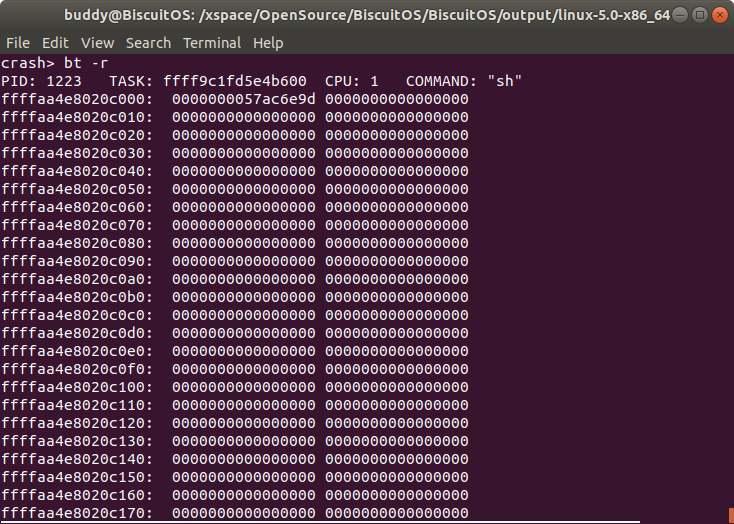 buddy@BiscuitOS: /xspace/OpenSource/BiscuitOS/BiscuitOS/output/linux-5.0-x86_64
File Edit View Search Terminal Help
crash> bt -r
PID: 1223   TASK: ffff9c1fd5e4b600  CPU: 1   COMMAND: "sh"
ffffaa4e8020c000:  0000000057ac6e9d 0000000000000000
ffffaa4e8020c010:  0000000000000000 0000000000000000
ffffaa4e8020c020:  0000000000000000 0000000000000000
ffffaa4e8020c030:  0000000000000000 0000000000000000
ffffaa4e8020c040:  0000000000000000 0000000000000000
ffffaa4e8020c050:  0000000000000000 0000000000000000
ffffaa4e8020c060:  0000000000000000 0000000000000000
ffffaa4e8020c070:  0000000000000000 0000000000000000
ffffaa4e8020c080:  0000000000000000 0000000000000000
ffffaa4e8020c090:  0000000000000000 0000000000000000
ffffaa4e8020c0a0:  0000000000000000 0000000000000000
ffffaa4e8020c0b0:  0000000000000000 0000000000000000
ffffaa4e8020c0c0:  0000000000000000 0000000000000000
ffffaa4e8020c0d0:  0000000000000000 0000000000000000
ffffaa4e8020c0e0:  0000000000000000 0000000000000000
ffffaa4e8020c0f0:  0000000000000000 0000000000000000
ffffaa4e8020c100:  0000000000000000 0000000000000000
ffffaa4e8020c110:  0000000000000000 0000000000000000
ffffaa4e8020c120:  0000000000000000 0000000000000000
ffffaa4e8020c130:  0000000000000000 0000000000000000
ffffaa4e8020c140:  0000000000000000 0000000000000000
ffffaa4e8020c150:  0000000000000000 0000000000000000
ffffaa4e8020c160:  0000000000000000 0000000000000000
ffffaa4e8020c170:  0000000000000000 0000000000000000